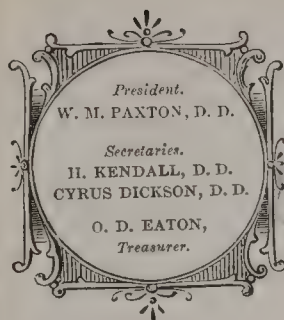 President.
W. M. PAXTON, D. D.
Secretaries.
H. KENDALL, D. D.
CYRUS DICKSON, D. D.
O. D. EATON,
Treasurer.